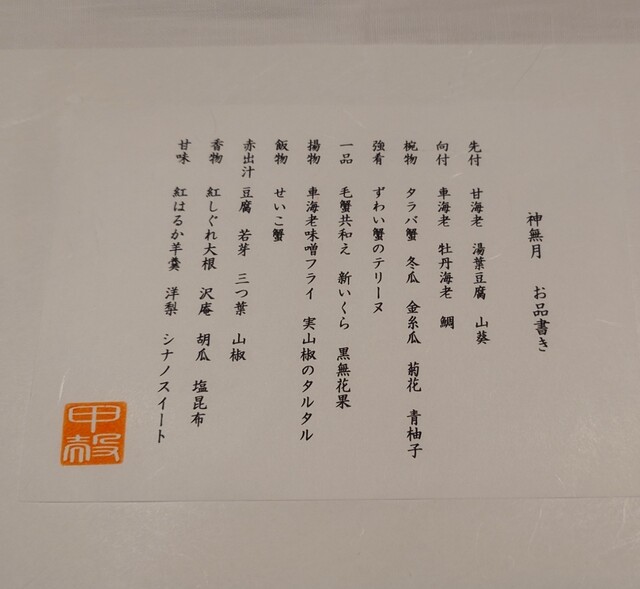 神無月 お品書き
先付 甘海老 湯葉豆腐 山葵
向付 車海老 牡丹海老 鯛
椀物 タラバ蟹 冬瓜 金糸瓜 菊花 青柚子
強肴 ずわい蟹のテリーヌ
一品 毛蟹共和え 新いくら 黒無花果
揚物 車海老味噌フライ 実山椒のタルタル
飯物 せいこ蟹
赤出汁 豆腐 若芽 三つ葉 山椒
香物 紅しぐれ大根 沢庵 胡瓜 塩昆布
甘味 紅はるか羊羹 洋梨 シナノスイート
甲殻